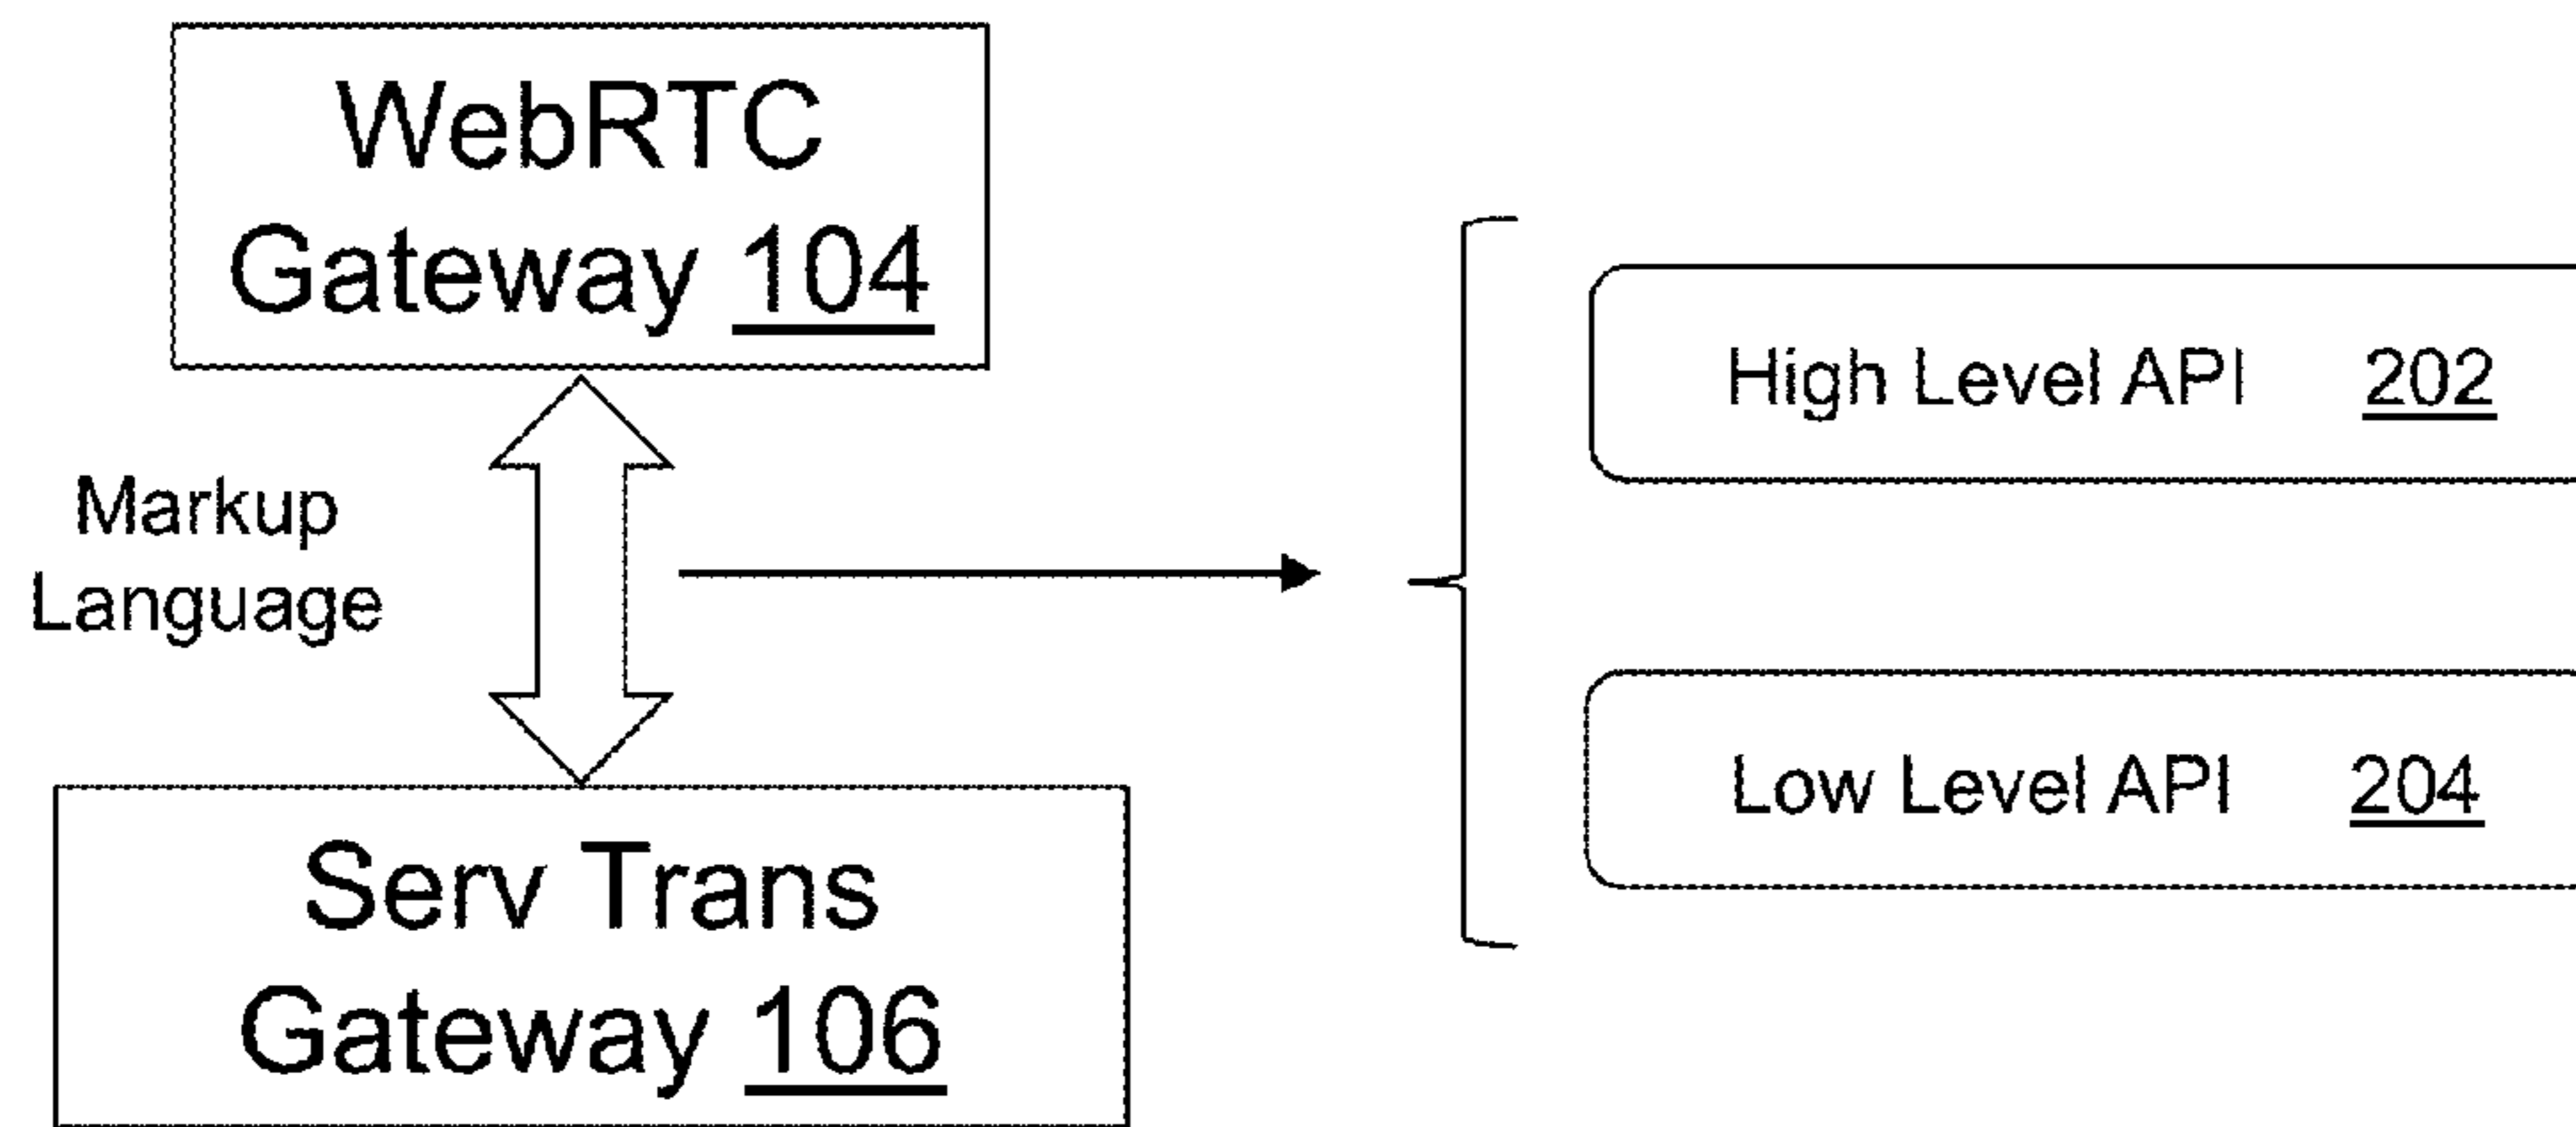 WebRTC
Gateway 104
Markup
Language
Serv Trans
Gateway 106
High Level API 202
Low Level API 204